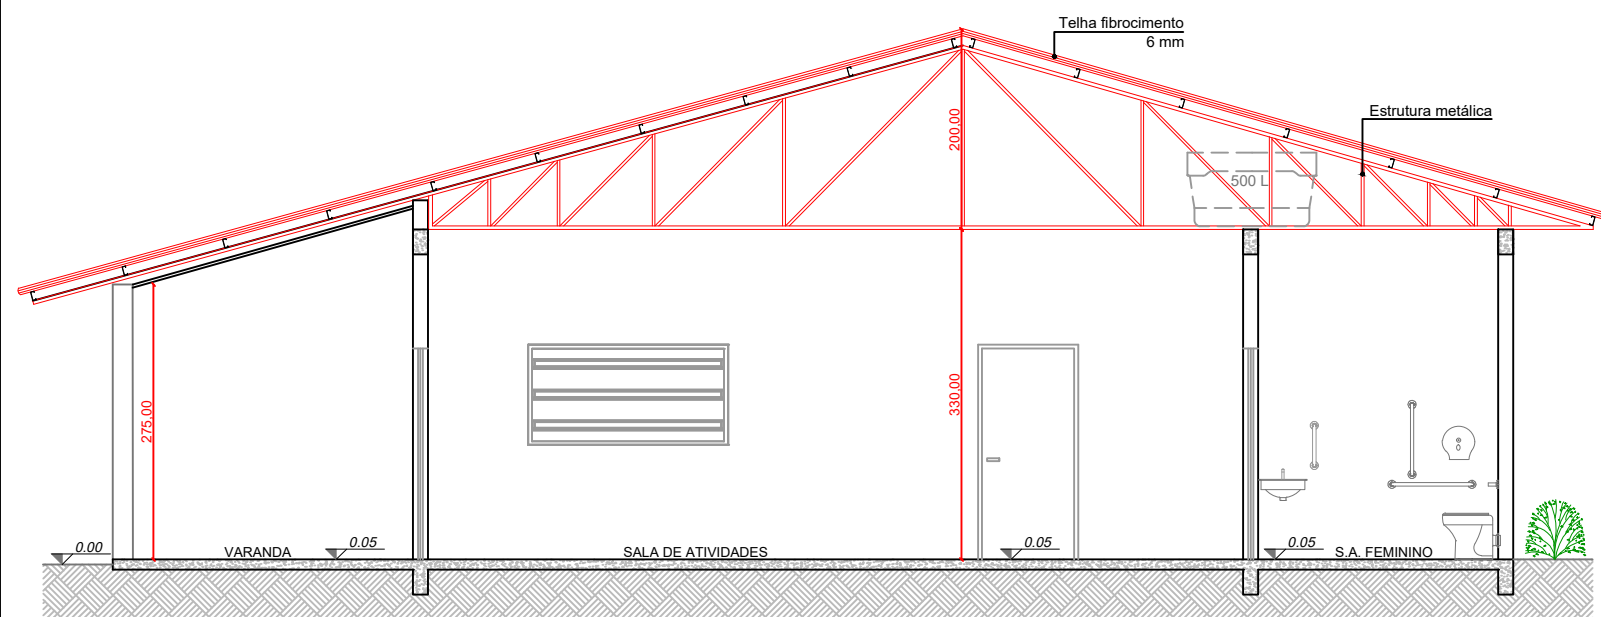 Telha fibrocimento
6 mm
Estrutura metálica
200,00
500 L
330,00
275,00
0.00
VARANDA
0.05
SALA DE ATIVIDADES
0.05
0.05
S.A. FEMININO